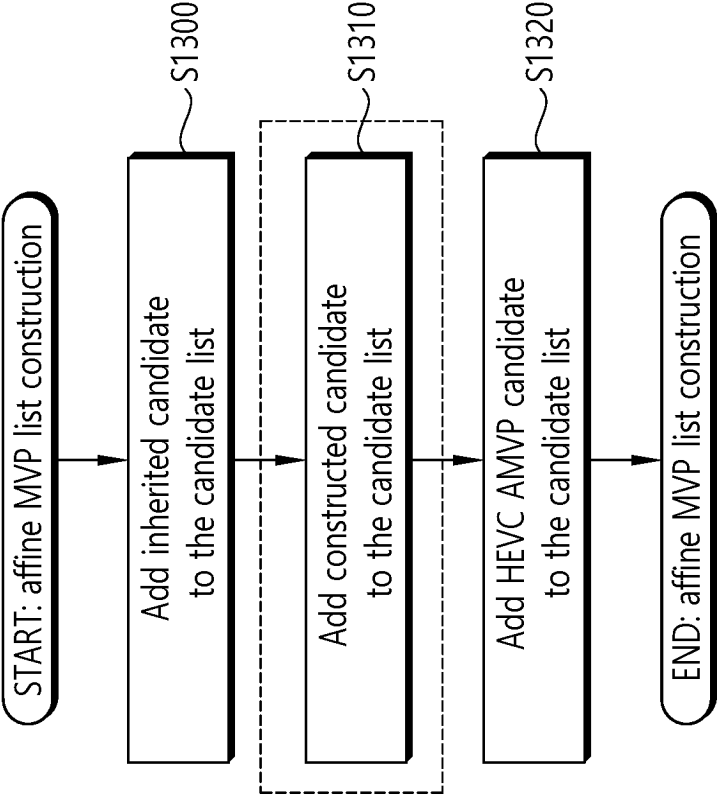 START: affine MVP list construction
Add inherited candidate
to the candidate list
S1300
Add constructed candidate
to the candidate list
S1310
Add HEVC AMVP candidate
to the candidate list
S1320
END: affine MVP list construction